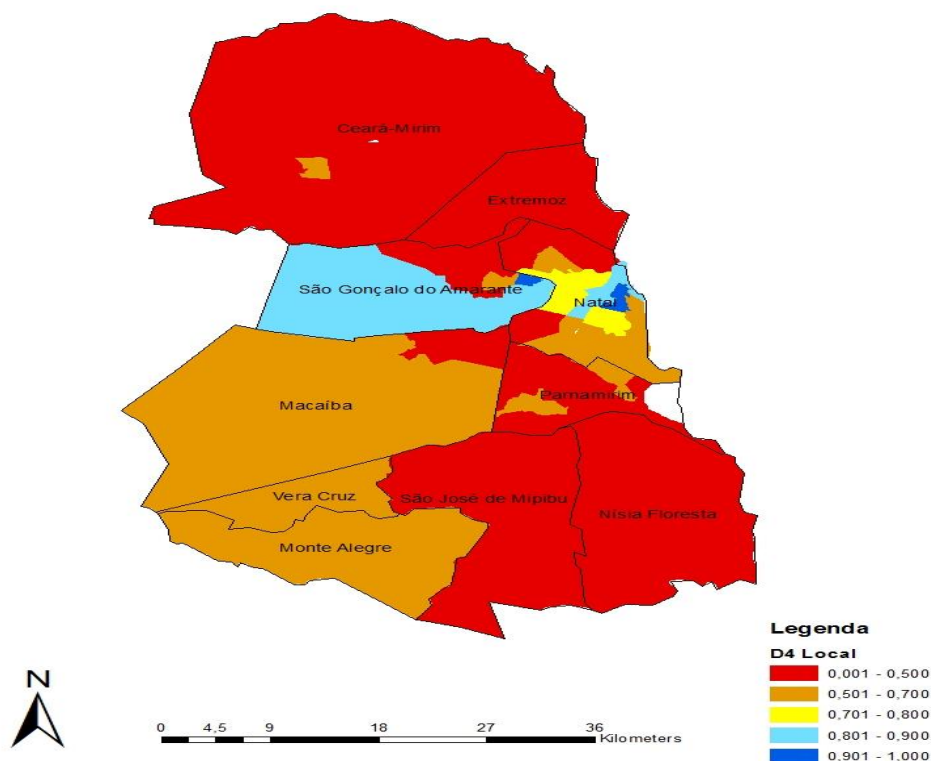 Ceará-Mirim
Extremoz
São Gonçalo do Amarante
Natal
Macaíba
Parnamirim
Vera Cruz
São José de Mipibu
Nísia Floresta
Monte Alegre
Legenda
D4 Local
0,001 - 0,500
0,501 - 0,700
0,701 - 0,800
0,801 - 0,900
0,901 - 1,000
N
0 4,5 9 18 27 36
Kilometers